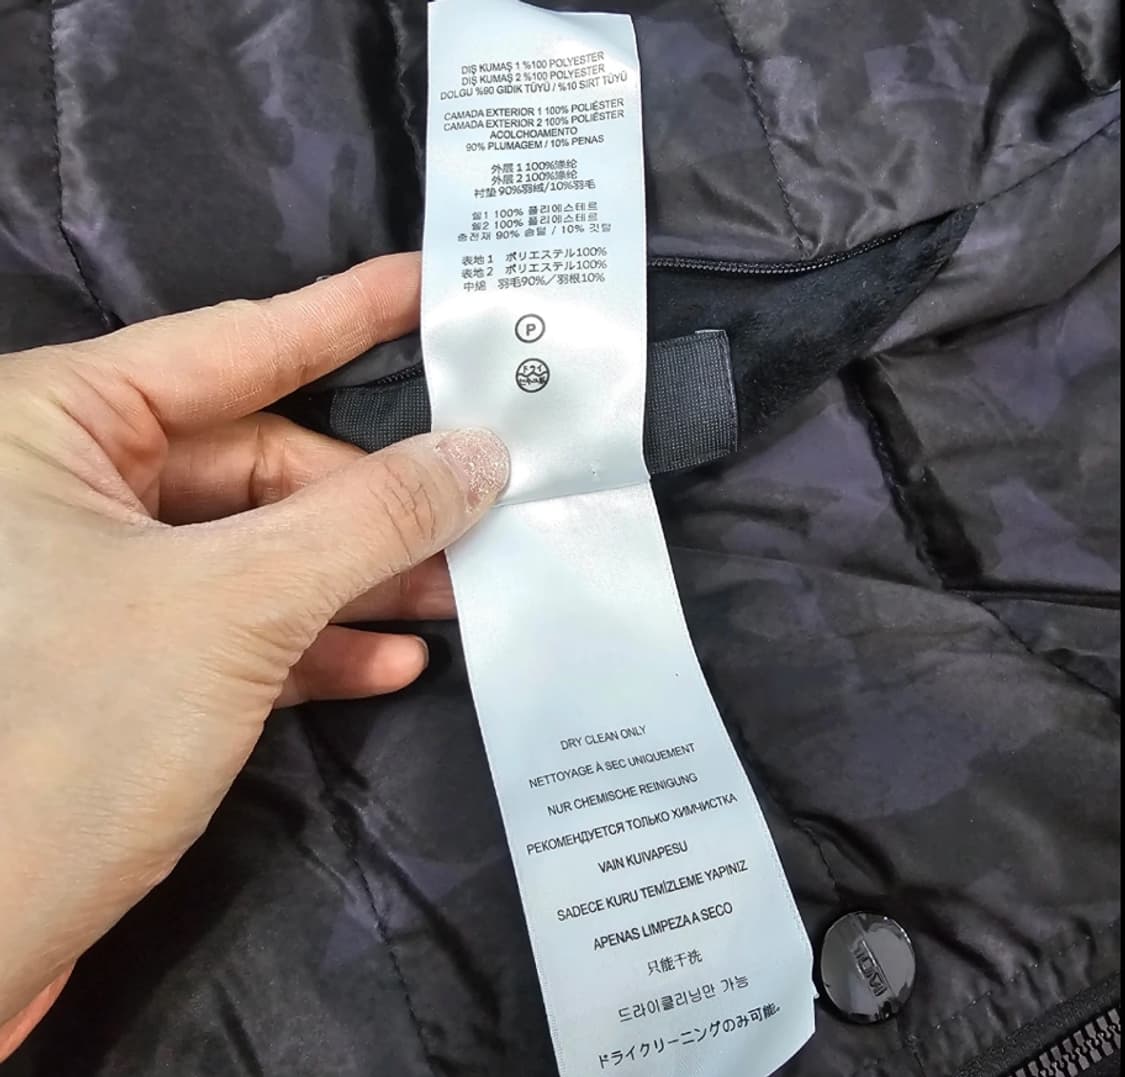 DIŞ KUMAŞ 1 %100 POLYESTER
DIŞ KUMAŞ 2 %100 POLYESTER
DOLGU %90 GIDIK TÜYÜ / %10 SIRT TÜYÜ
CAMADA EXTERIOR 1 100% POLIÉSTER
CAMADA EXTERIOR 2 100% POLIÉSTER
ACOLCHOAMENTO
90% PLUMAGEM / 10% PENAS
外层1 100%涤纶
外层2 100%涤纶
衬垫 90%羽绒/10%羽毛
쉘1 100% 폴리에스테르
쉘2 100% 폴리에스테르
충전재 90% 솜털 / 10% 깃털
表地1 ポリエステル100%
表地2 ポリエステル100%
中綿 羽毛90%／羽根10%
P
ドライ
DRY CLEAN ONLY
NETTOYAGE À SEC UNIQUEMENT
NUR CHEMISCHE REINIGUNG
РЕКОМЕНДУЕТСЯ ТОЛЬКО ХИМЧИСТКА
VAIN KUIVAPESU
SADECE KURU TEMİZLEME YAPINIZ
APENAS LIMPEZA A SECO
只能干洗
드라이클리닝만 가능
ドライクリーニングのみ可能。